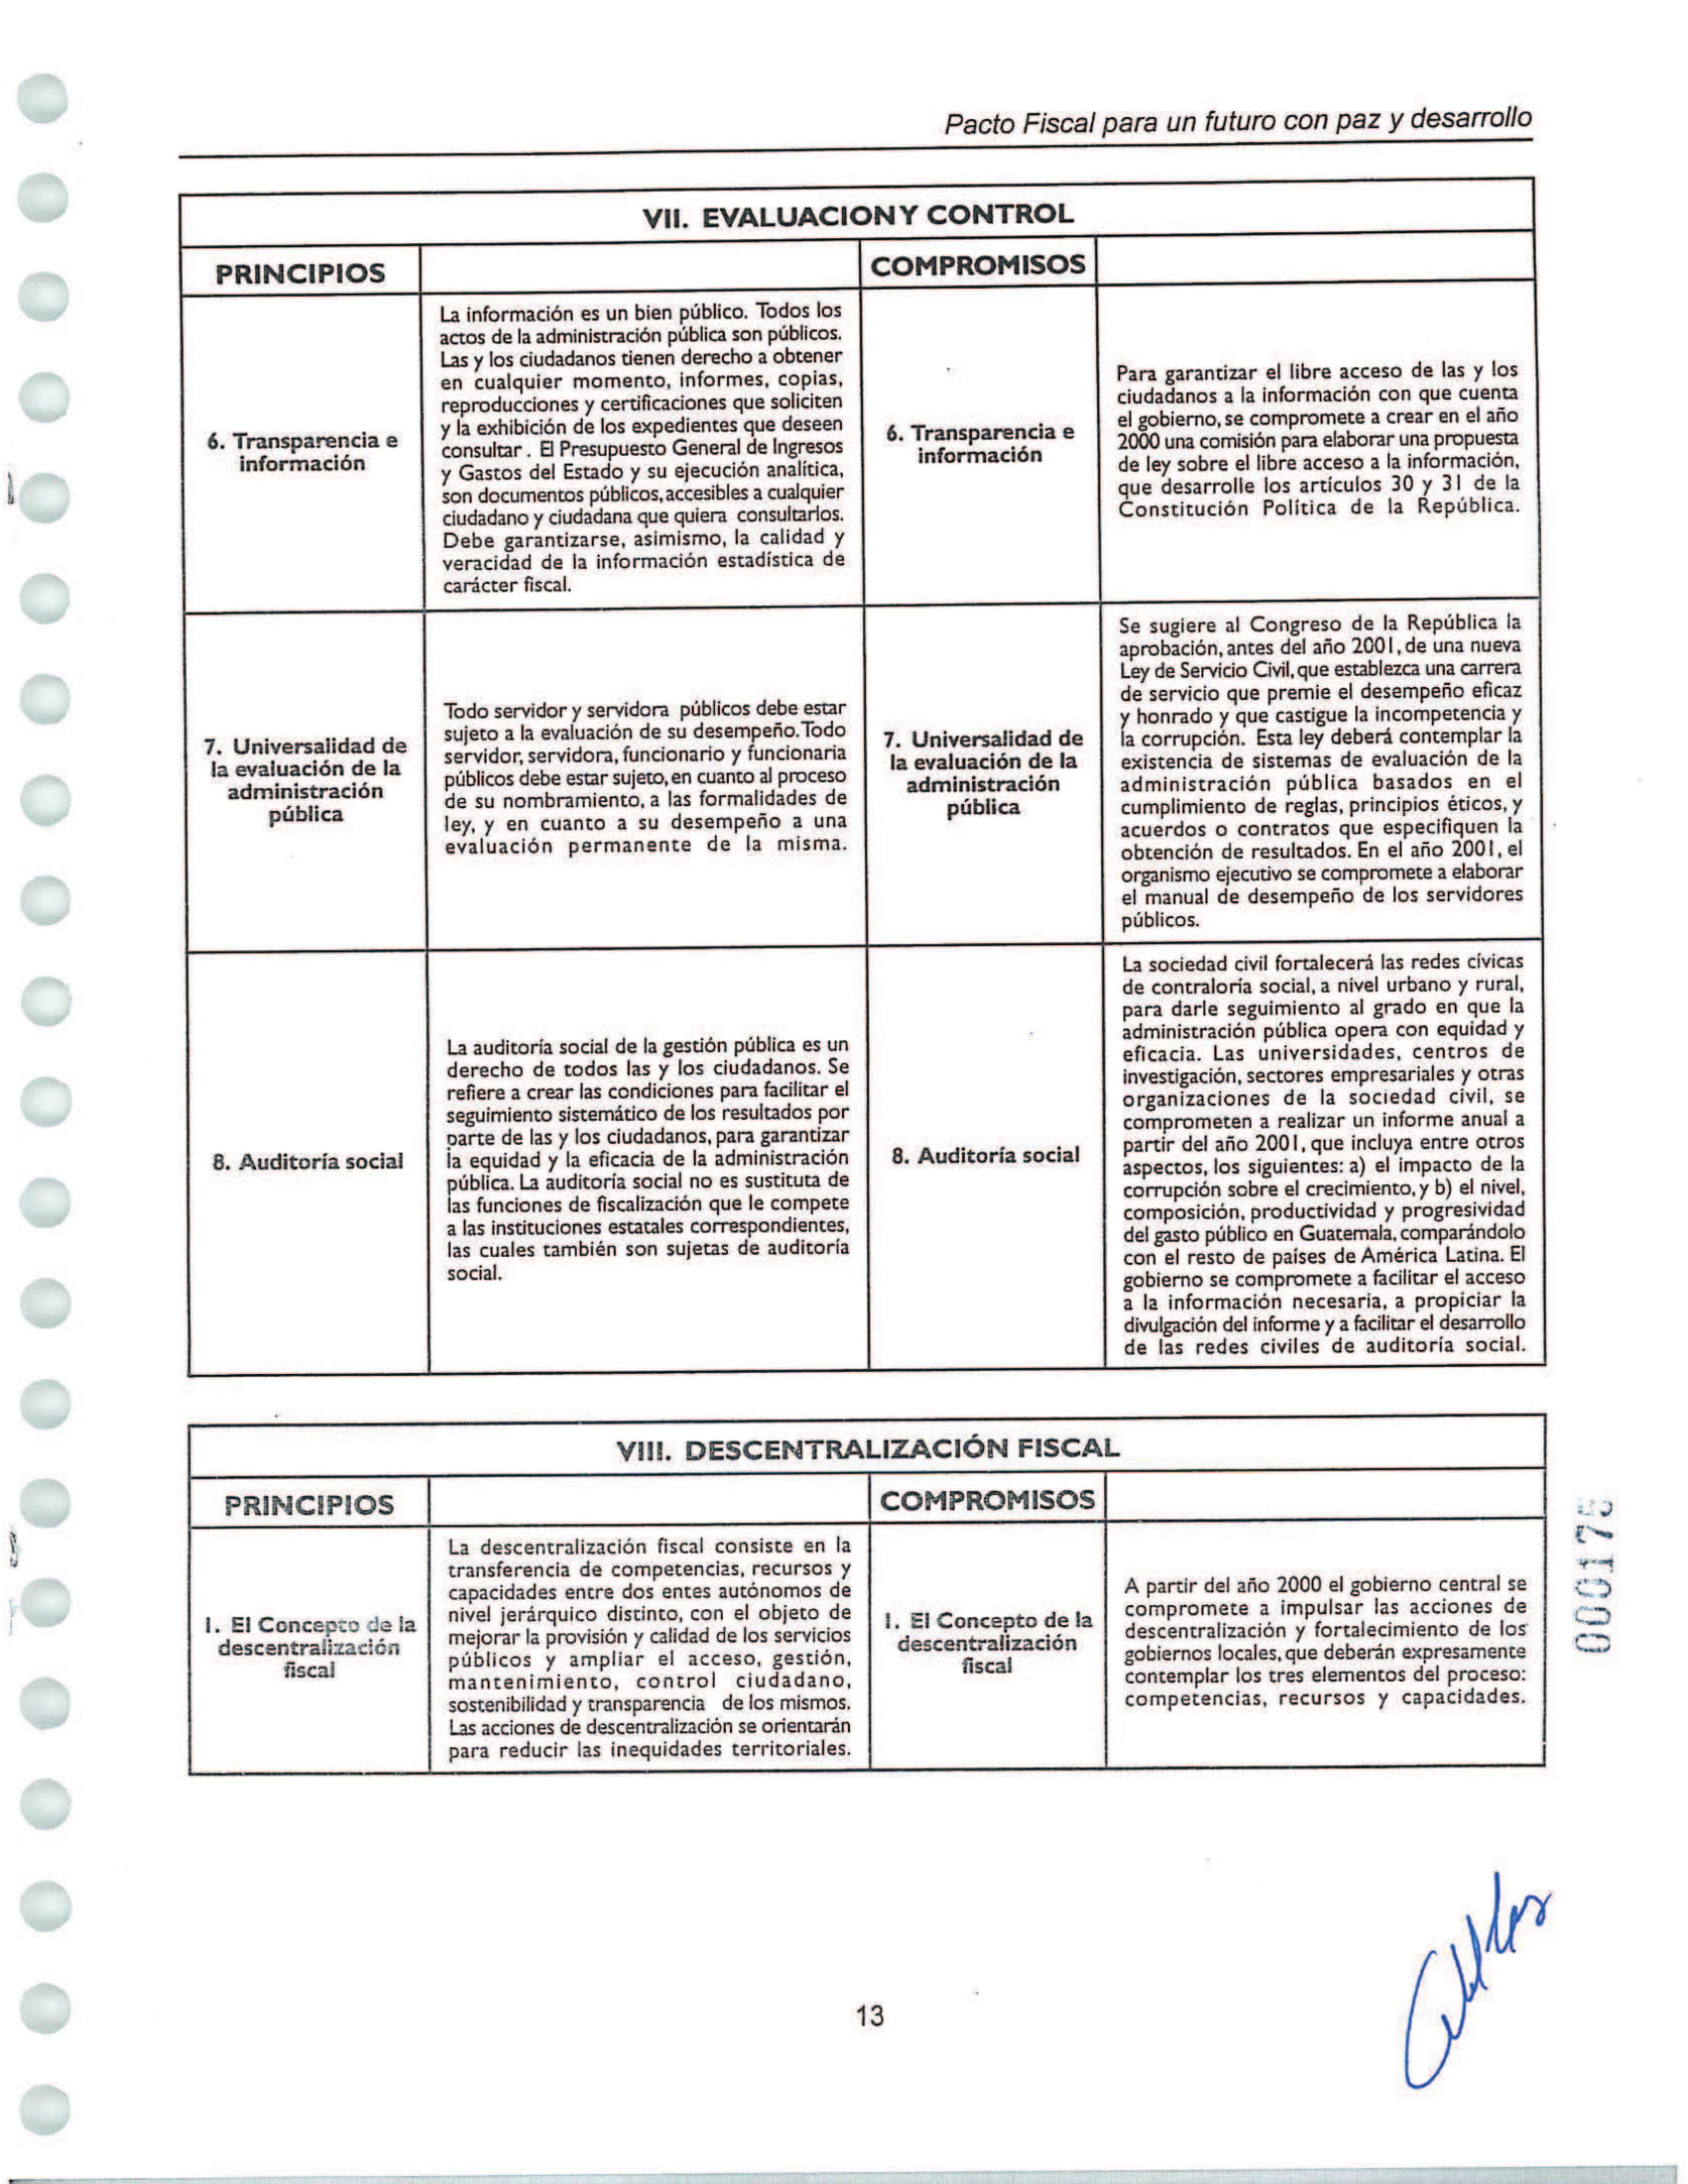 Pacto Fiscal para un futuro con paz y desarrollo
VII. EVALUACION Y CONTROL
PRINCIPIOS
COMPROMISOS
6. Transparencia e
información
La información es un bien público. Todos los
actos de la administración pública son públicos.
Las y los ciudadanos tienen derecho a obtener
en cualquier momento, informes, copias,
reproducciones y certificaciones que soliciten
y la exhibición de los expedientes que deseen
consultar . El Presupuesto General de Ingresos
y Gastos del Estado y su ejecución analítica,
son documentos públicos, accesibles a cualquier
ciudadano y ciudadana que quiera consultarlos.
Debe garantizarse, asimismo, la calidad y
veracidad de la información estadística de
carácter fiscal.
6. Transparencia e
información
Para garantizar el libre acceso de las y los
ciudadanos a la información con que cuenta
el gobierno, se compromete a crear en el año
2000 una comisión para elaborar una propuesta
de ley sobre el libre acceso a la información,
que desarrolle los artículos 30 y 31 de la
Constitución Política de la República.
7. Universalidad de
la evaluación de la
administración
pública
Todo servidor y servidora públicos debe estar
sujeto a la evaluación de su desempeño. Todo
servidor, servidora, funcionario y funcionaria
públicos debe estar sujeto, en cuanto al proceso
de su nombramiento, a las formalidades de
ley, y en cuanto a su desempeño a una
evaluación permanente de la misma.
7. Universalidad de
la evaluación de la
administración
pública
Se sugiere al Congreso de la República la
aprobación, antes del año 2001, de una nueva
Ley de Servicio Civil, que establezca una carrera
de servicio que premie el desempeño eficaz
y honrado y que castigue la incompetencia y
la corrupción. Esta ley deberá contemplar la
existencia de sistemas de evaluación de la
administración pública basados en el
cumplimiento de reglas, principios éticos, y
acuerdos o contratos que especifiquen la
obtención de resultados. En el año 2001, el
organismo ejecutivo se compromete a elaborar
el manual de desempeño de los servidores
públicos.
8. Auditoría social
La auditoría social de la gestión pública es un
derecho de todos las y los ciudadanos. Se
refiere a crear las condiciones para facilitar el
seguimiento sistemático de los resultados por
parte de las y los ciudadanos, para garantizar
la equidad y la eficacia de la administración
pública. La auditoría social no es sustituta de
las funciones de fiscalización que le compete
a las instituciones estatales correspondientes,
las cuales también son sujetas de auditoría
social.
8. Auditoría social
La sociedad civil fortalecerá las redes cívicas
de contraloría social, a nivel urbano y rural,
para darle seguimiento al grado en que la
administración pública opera con equidad y
eficacia. Las universidades, centros de
investigación, sectores empresariales y otras
organizaciones de la sociedad civil, se
comprometen a realizar un informe anual a
partir del año 2001, que incluya entre otros
aspectos, los siguientes: a) el impacto de la
corrupción sobre el crecimiento, y b) el nivel,
composición, productividad y progresividad
del gasto público en Guatemala, comparándolo
con el resto de países de América Latina. El
gobierno se compromete a facilitar el acceso
a la información necesaria, a propiciar la
divulgación del informe y a facilitar el desarrollo
de las redes civiles de auditoría social.
VIII. DESCENTRALIZACIÓN FISCAL
PRINCIPIOS
COMPROMISOS
1. El Concepto de la
descentralización
fiscal
La descentralización fiscal consiste en la
transferencia de competencias, recursos y
capacidades entre dos entes autónomos de
nivel jerárquico distinto, con el objeto de
mejorar la provisión y calidad de los servicios
públicos y ampliar el acceso, gestión,
mantenimiento, control ciudadano,
sostenibilidad y transparencia de los mismos.
Las acciones de descentralización se orientarán
para reducir las inequidades territoriales.
1. El Concepto de la
descentralización
fiscal
A partir del año 2000 el gobierno central se
compromete a impulsar las acciones de
descentralización y fortalecimiento de los
gobiernos locales, que deberán expresamente
contemplar los tres elementos del proceso:
competencias, recursos y capacidades.
000175
13